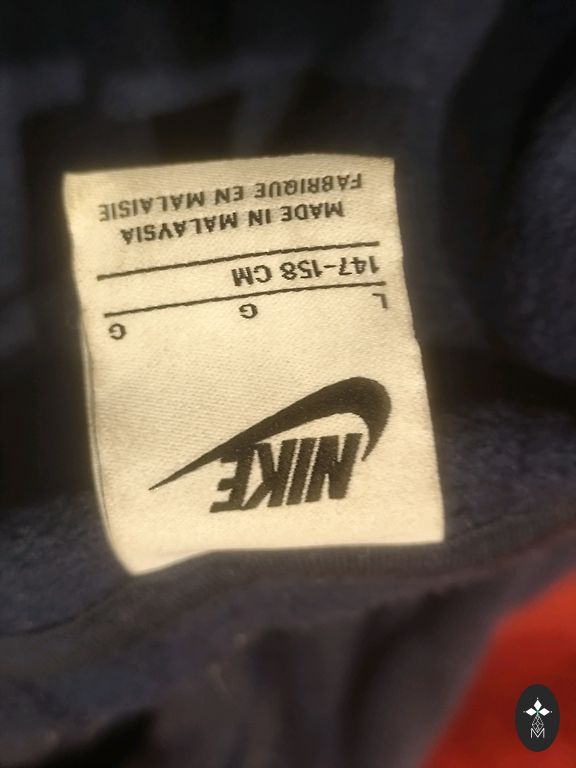 NIKE
L G G
147-158 CM
MADE IN MALAYSIA
FABRIQUE EN MALAISIE
M